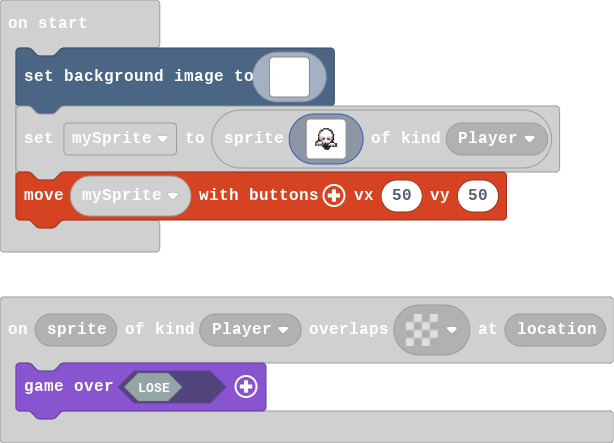 on start
set background image to
set mySprite to sprite of kind Player
move mySprite with buttons vx 50 vy 50
on sprite of kind Player overlaps at location
game over LOSE